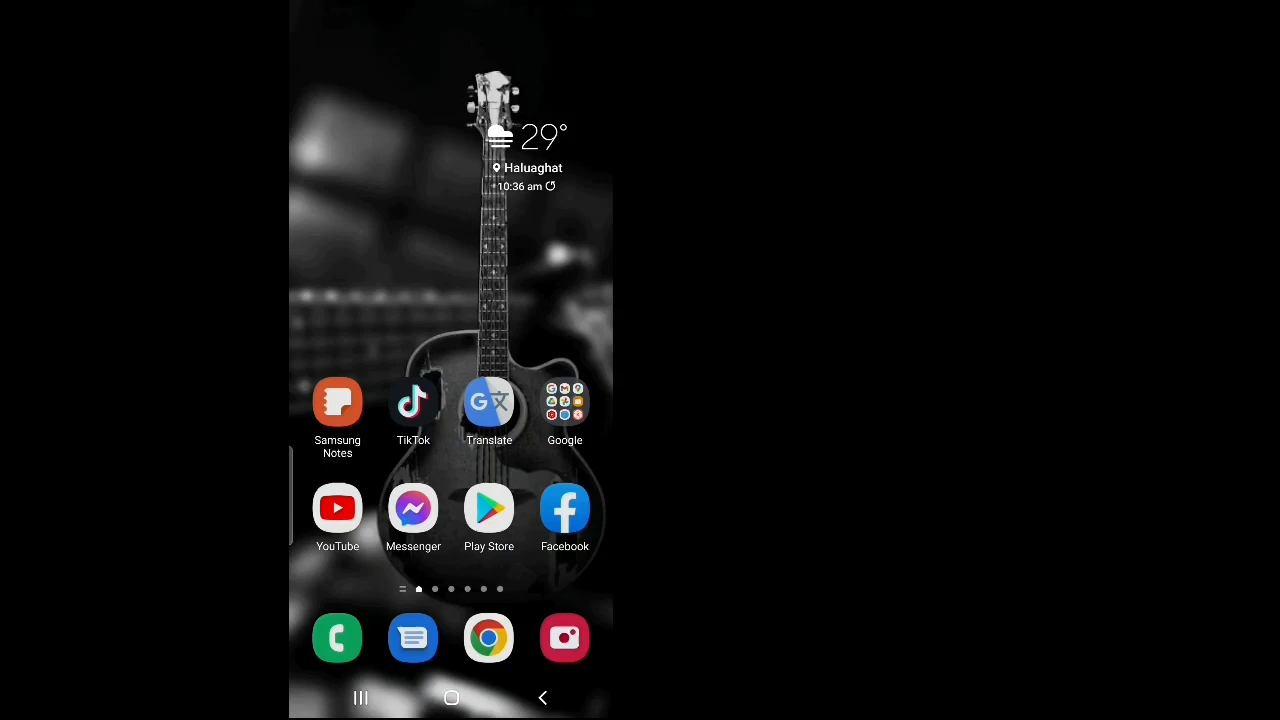 29°
Haluaghat
10:36 am
Samsung
Notes
TikTok
Translate
Google
YouTube
Messenger
Play Store
Facebook